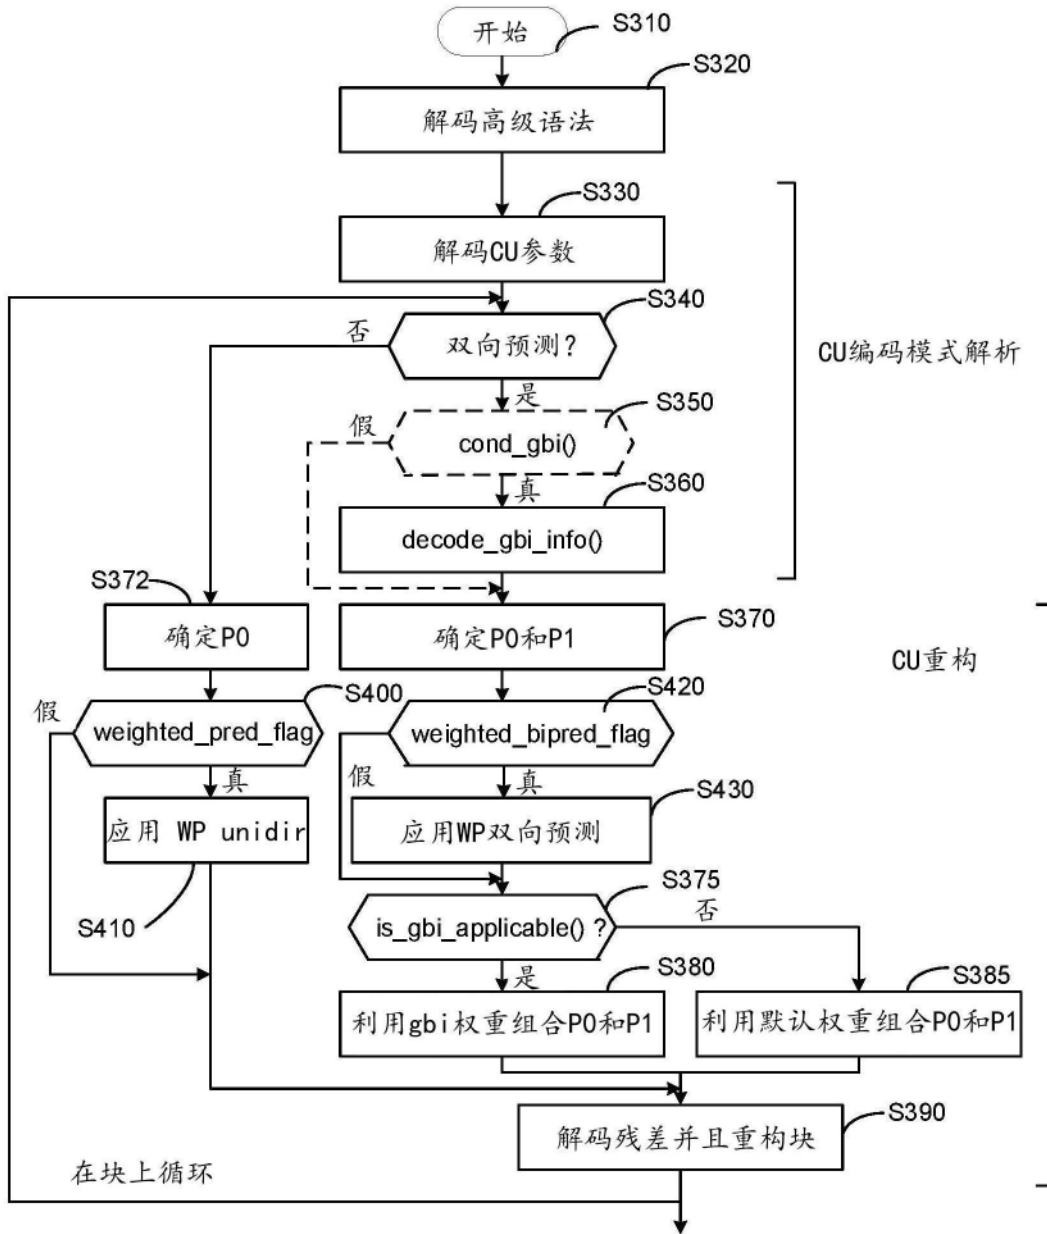 开始
S310
S320
解码高级语法
S330
解码CU参数
S340
否
双向预测?
CU编码模式解析
是
S350
假
cond_gbi()
真
S360
decode_gbi_info()
S372
确定P0
确定P0和P1
S370
CU重构
S400
S420
假
weighted_pred_flag
weighted_bipred_flag
真
假
真
S430
应用 WP unidir
应用WP双向预测
S410
S375
is_gbi_applicable() ?
否
是
S380
S385
利用gbi权重组合P0和P1
利用默认权重组合P0和P1
S390
解码残差并且重构块
在块上循环